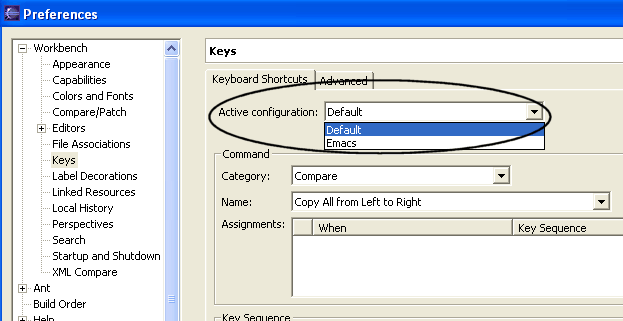 Preferences
Workbench
Appearance
Capabilities
Colors and Fonts
Compare/Patch
Editors
File Associations
Keys
Label Decorations
Linked Resources
Local History
Perspectives
Search
Startup and Shutdown
XML Compare
Ant
Build Order
Help
Keys
Keyboard Shortcuts Advanced
Active configuration: Default
Default
Emacs
Command
Category: Compare
Name: Copy All from Left to Right
Assignments: When Key Sequence
Key Sequence